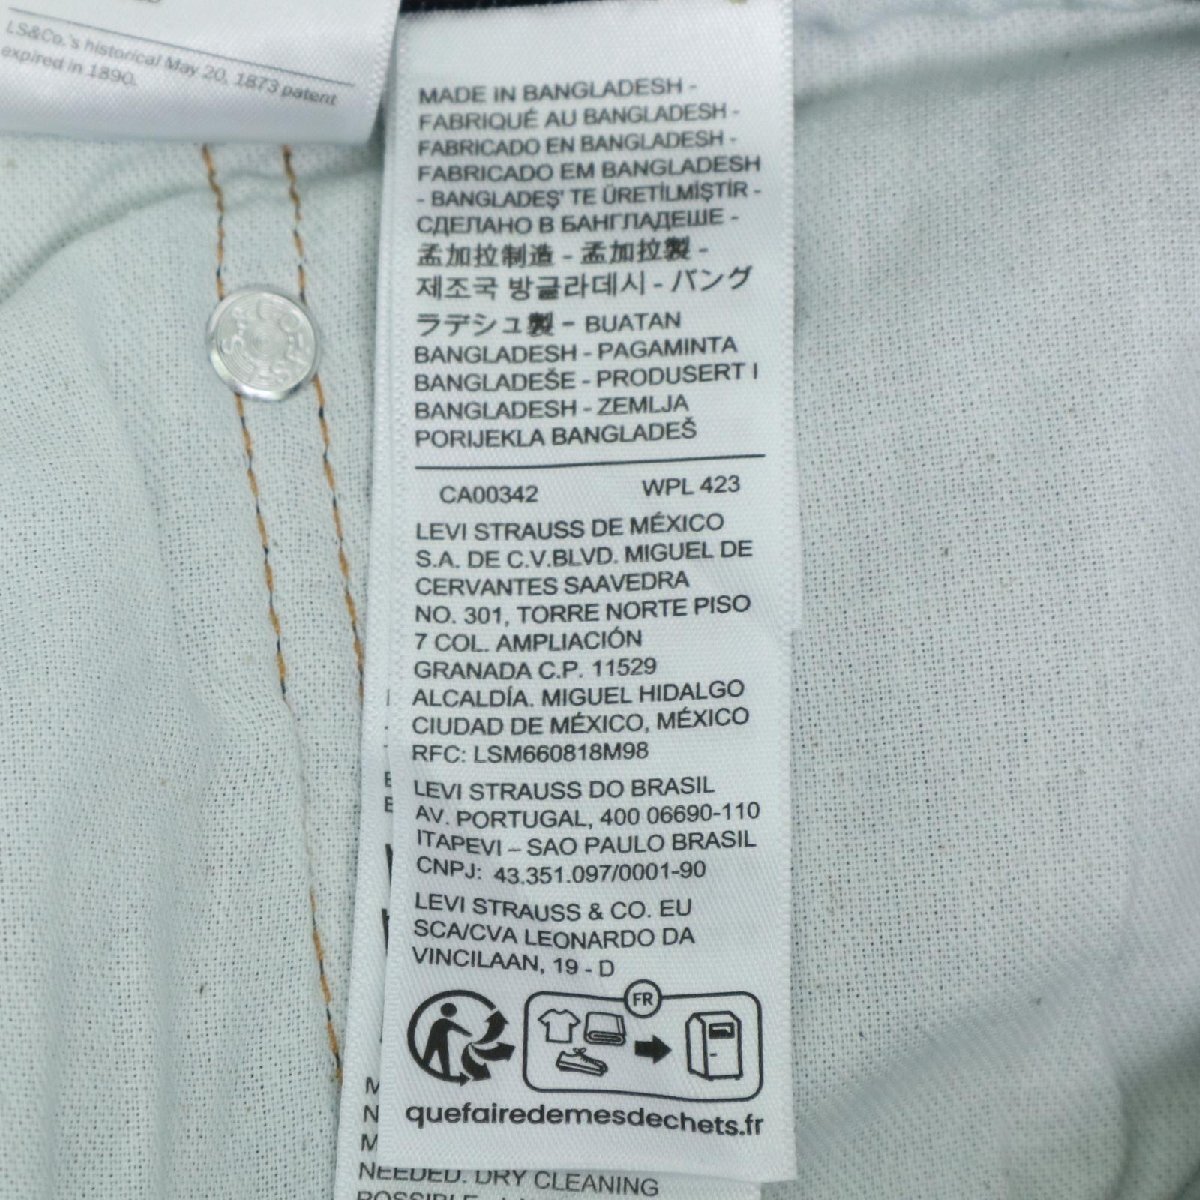 LS&Co.'s historical May 20, 1873 patent
expired in 1890.
MADE IN BANGLADESH -
FABRIQUÉ AU BANGLADESH -
FABRICADO EN BANGLADESH -
FABRICADO EM BANGLADESH
- BANGLADEŞ' TE ÜRETİLMİŞTİR -
СДЕЛАНО В БАНГЛАДЕШЕ -
孟加拉制造 - 孟加拉製 -
제조국 방글라데시 - バング
ラデシュ製 - BUATAN
BANGLADESH - PAGAMINTA
BANGLADEŠE - PRODUSERT I
BANGLADESH - ZEMLJA
PORIJEKLA BANGLADEŠ
CA00342 WPL 423
LEVI STRAUSS DE MÉXICO
S.A. DE C.V.BLVD. MIGUEL DE
CERVANTES SAAVEDRA
NO. 301, TORRE NORTE PISO
7 COL. AMPLIACIÓN
GRANADA C.P. 11529
ALCALDÍA. MIGUEL HIDALGO
CIUDAD DE MÉXICO, MÉXICO
RFC: LSM660818M98
LEVI STRAUSS DO BRASIL
AV. PORTUGAL, 400 06690-110
ITAPEVI – SAO PAULO BRASIL
CNPJ: 43.351.097/0001-90
LEVI STRAUSS & CO. EU
SCA/CVA LEONARDO DA
VINCILAAN, 19 - D
FR
quefairedemesdechets.fr
NEEDED. DRY CLEANING